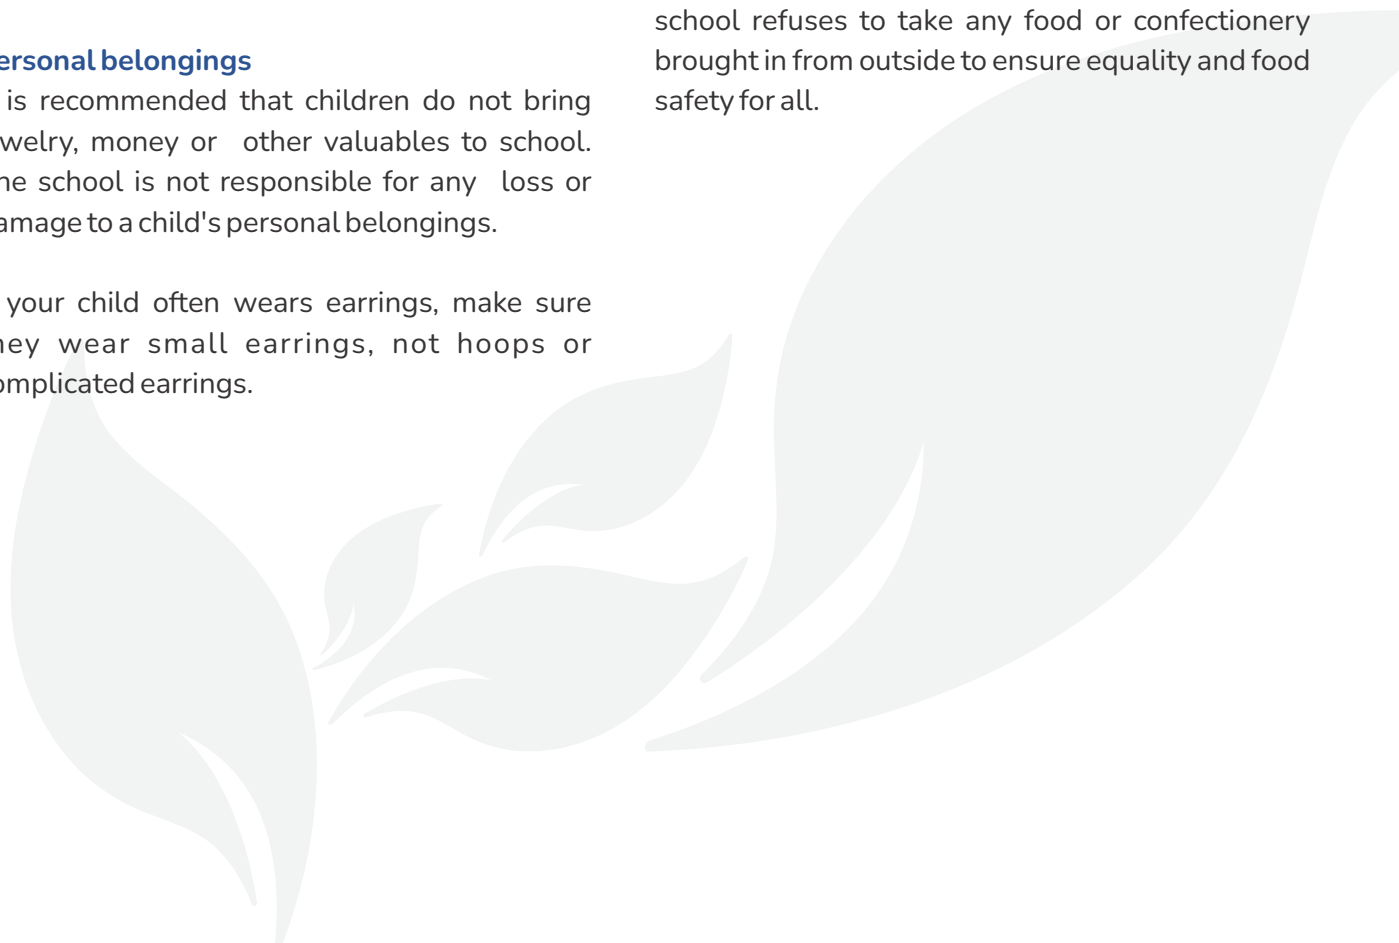 ersonal belongings
is recommended that children do not bring
welry, money or other valuables to school.
he school is not responsible for any loss or
amage to a child's personal belongings.
your child often wears earrings, make sure
hey wear small earrings, not hoops or
omplicated earrings.
school refuses to take any food or confectionery
brought in from outside to ensure equality and food
safety for all.